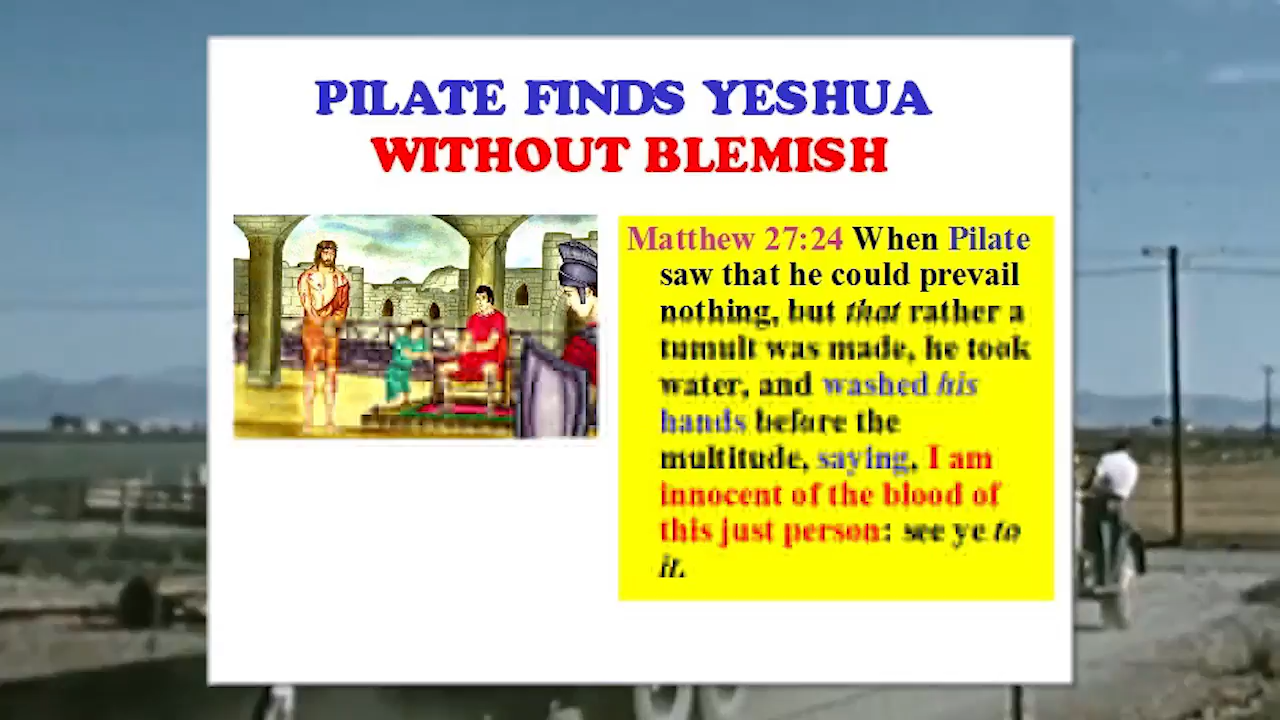 PILATE FINDS YESHUA
WITHOUT BLEMISH
Matthew 27:24 When Pilate
saw that he could prevail
nothing, but that rather a
tumult was made, he took
water, and washed his
hands before the
multitude, saying, I am
innocent of the blood of
this just person: see ye to
it.